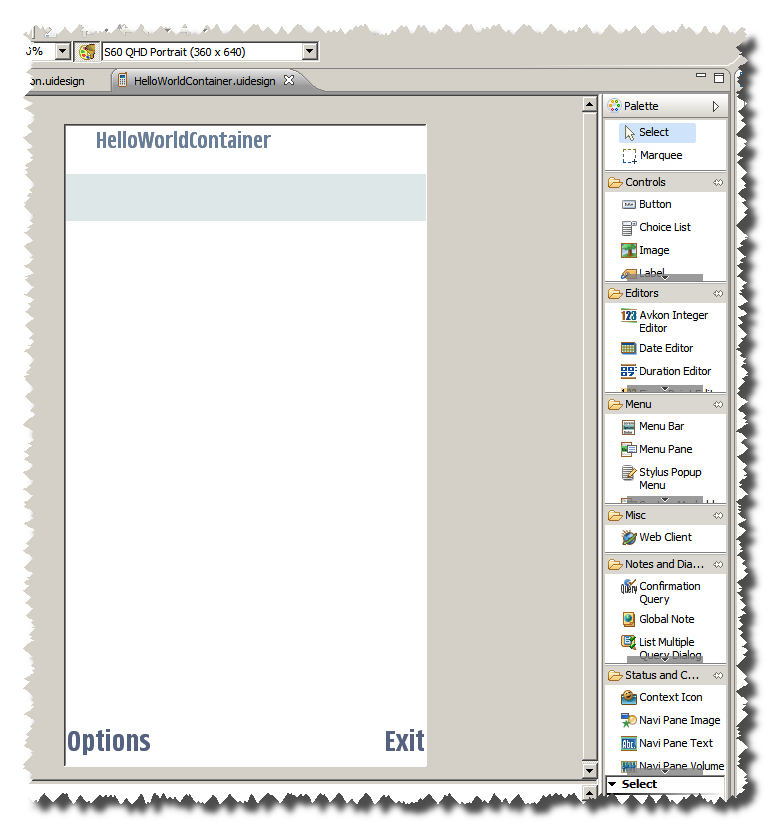 0%
S60 QHD Portrait (360 x 640)
on.uidesign
HelloWorldContainer.uidesign
HelloWorldContainer
Options
Exit
Palette
Select
Marquee
Controls
Button
Choice List
Image
Label
Editors
123
Avkon Integer
Editor
Date Editor
Duration Editor
Menu
Menu Bar
Menu Pane
Stylus Popup
Menu
Misc
Web Client
Notes and Dia...
Confirmation
Query
Global Note
List Multiple
Query Dialog
Status and C...
Context Icon
Navi Pane Image
Navi Pane Text
Navi Pane Volume
Select